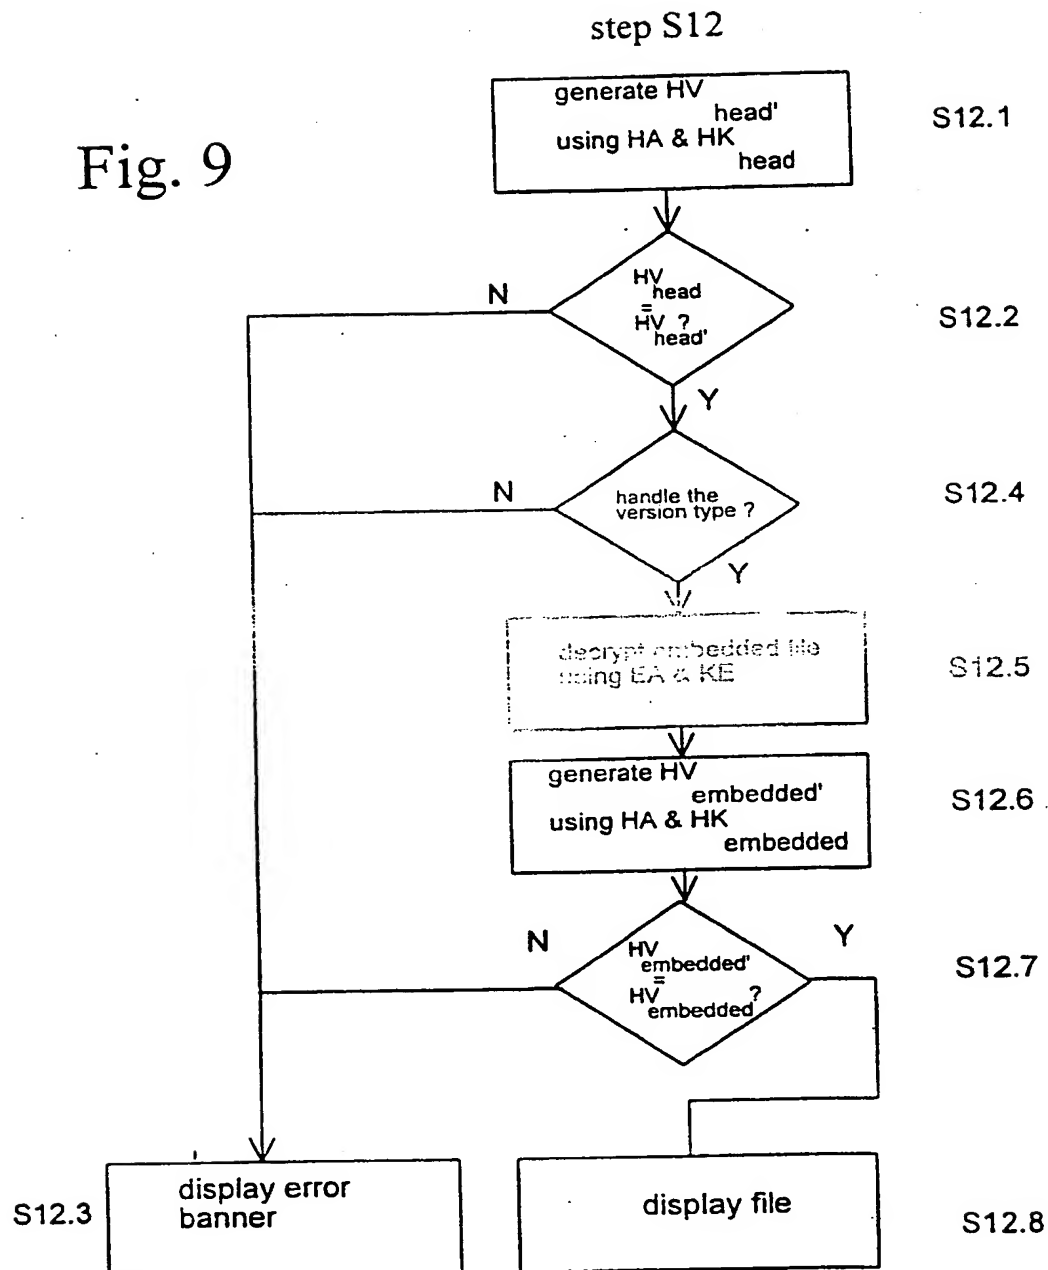 step S12
Fig. 9
generate HV
head'
using HA & HK
head
S12.1
HV
head
=
HV ?
head'
N
S12.2
Y
handle the
version type ?
N
S12.4
Y
decrypt embedded file
using EA & KE
S12.5
generate HV
embedded'
using HA & HK
embedded
S12.6
N
Y
HV
embedded'
=
HV ?
embedded
S12.7
S12.3
display error
banner
display file
S12.8